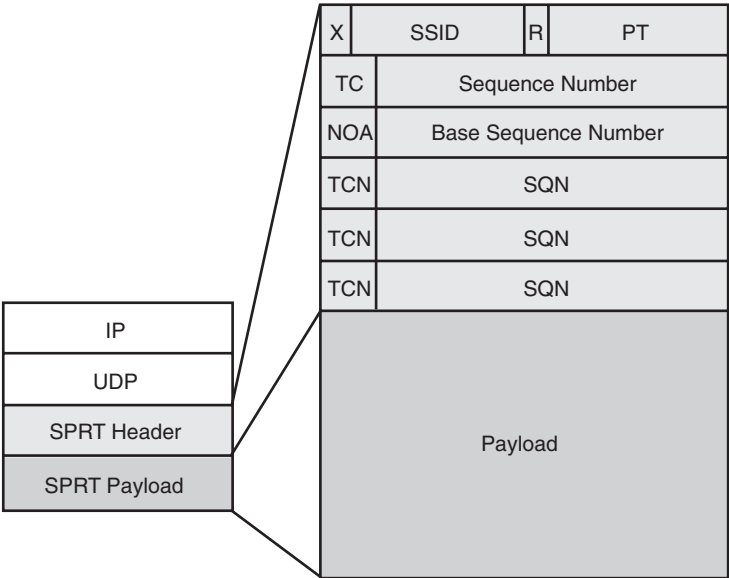 X SSID R PT
TC Sequence Number
NOA Base Sequence Number
TCN SQN
TCN SQN
TCN SQN
Payload
IP
UDP
SPRT Header
SPRT Payload